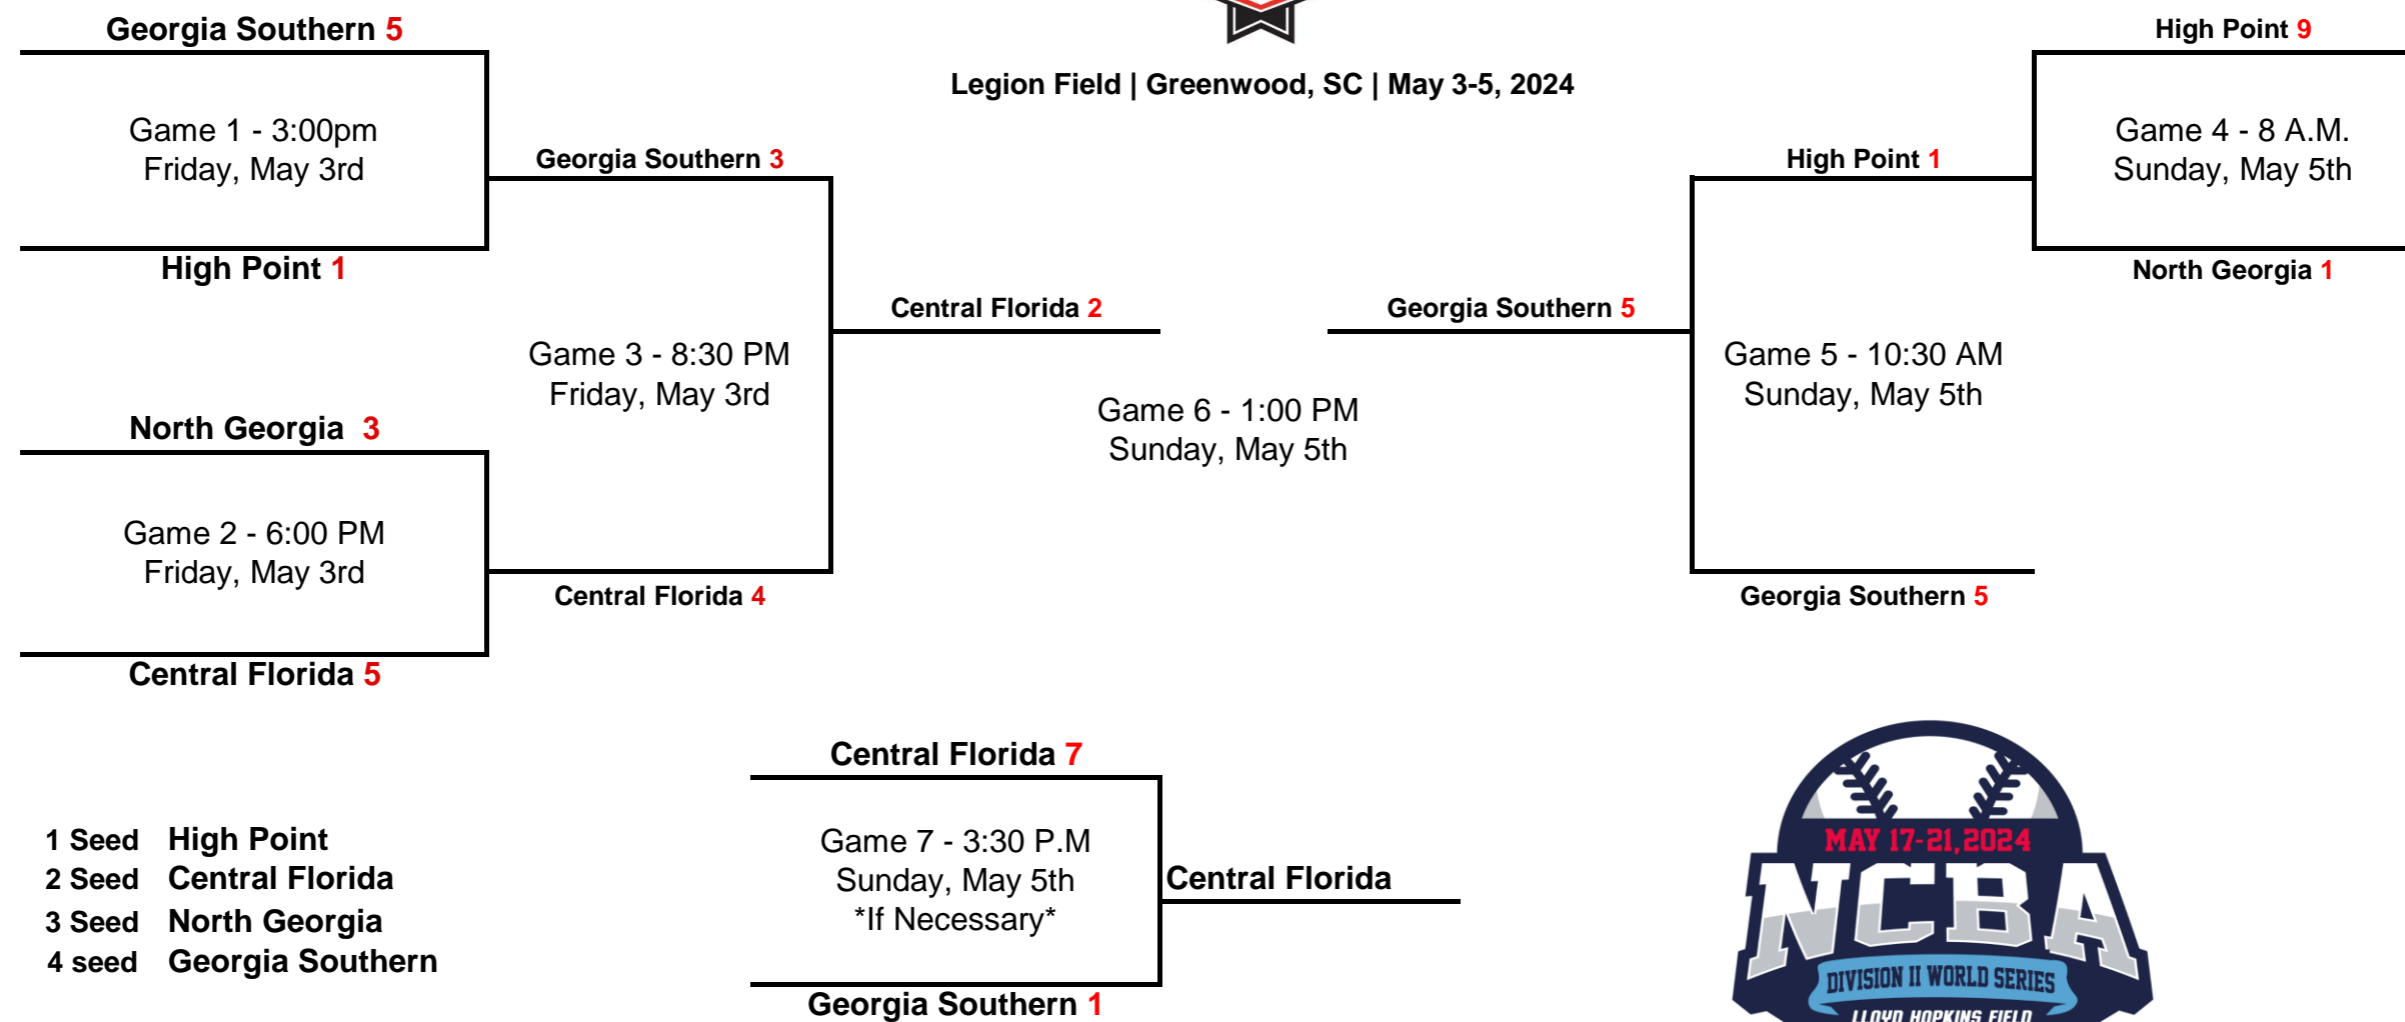 Georgia Southern 5
High Point 9
Legion Field | Greenwood, SC | May 3-5, 2024
Game 1 - 3:00pm
Friday, May 3rd
Game 4 - 8 A.M.
Sunday, May 5th
Georgia Southern 3
High Point 1
High Point 1
North Georgia 1
Central Florida 2
Georgia Southern 5
Game 3 - 8:30 PM
Friday, May 3rd
Game 5 - 10:30 AM
Sunday, May 5th
Game 6 - 1:00 PM
Sunday, May 5th
North Georgia 3
Game 2 - 6:00 PM
Friday, May 3rd
Central Florida 4
Georgia Southern 5
Central Florida 5
Central Florida 7
Game 7 - 3:30 P.M
Sunday, May 5th
*If Necessary*
Central Florida
Georgia Southern 1
1 Seed High Point
2 Seed Central Florida
3 Seed North Georgia
4 seed Georgia Southern
MAY 17-21, 2024
NCBA
DIVISION II WORLD SERIES
LLOYD HOPKINS FIELD